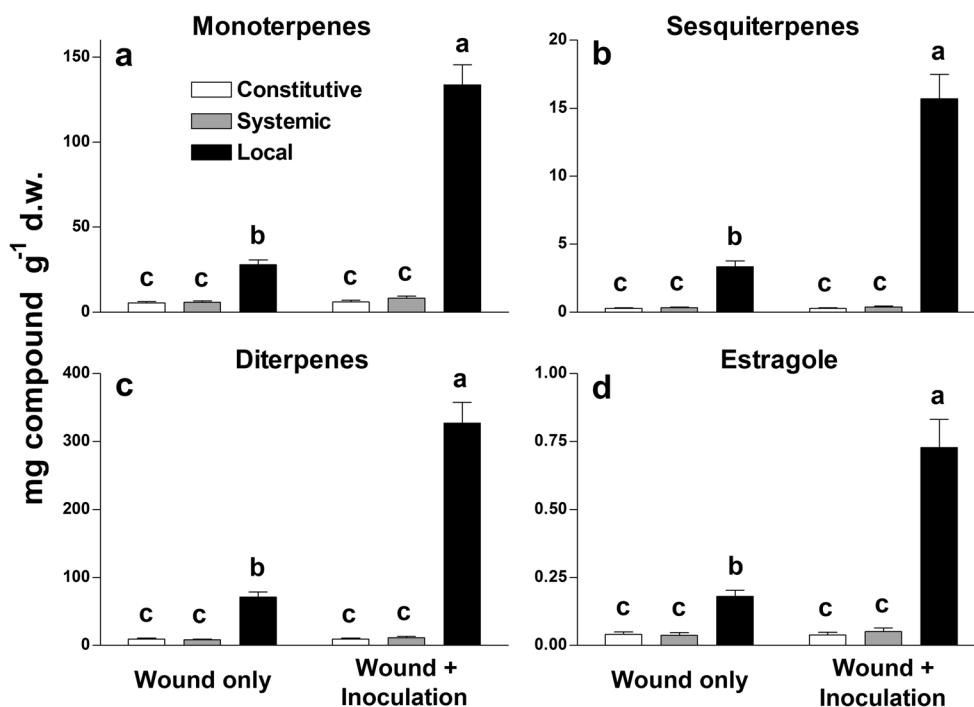 Monoterpenes
a
150
100
50
0
Constitutive
Systemic
Local
c
c
b
c
c
a
Sesquiterpenes
b
20
15
10
5
0
c
c
b
c
c
a
mg compound g-1 d.w.
Diterpenes
c
400
300
200
100
0
c
c
b
c
c
a
Wound only
Wound +
Inoculation
Estragole
d
1.00
0.75
0.50
0.25
0.00
c
c
b
c
c
a
Wound only
Wound +
Inoculation